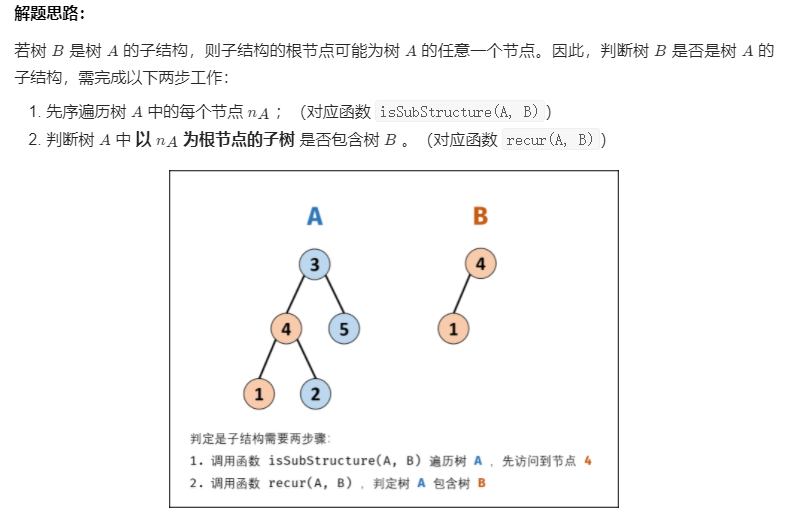 解题思路：
若树 B 是树 A 的子结构，则子结构的根节点可能为树 A 的任意一个节点。因此，判断树 B 是否是树 A 的
子结构，需完成以下两步工作：
1. 先序遍历树 A 中的每个节点 nA ；（对应函数 isSubStructure(A, B)）
2. 判断树 A 中 以 nA 为根节点的子树 是否包含树 B 。（对应函数 recur(A, B)）
A B
3 4
4 5 1
1 2
判定是子结构需要两步骤：
1. 调用函数 isSubStructure(A, B) 遍历树 A ，先访问到节点 4
2. 调用函数 recur(A, B) ，判定树 A 包含树 B